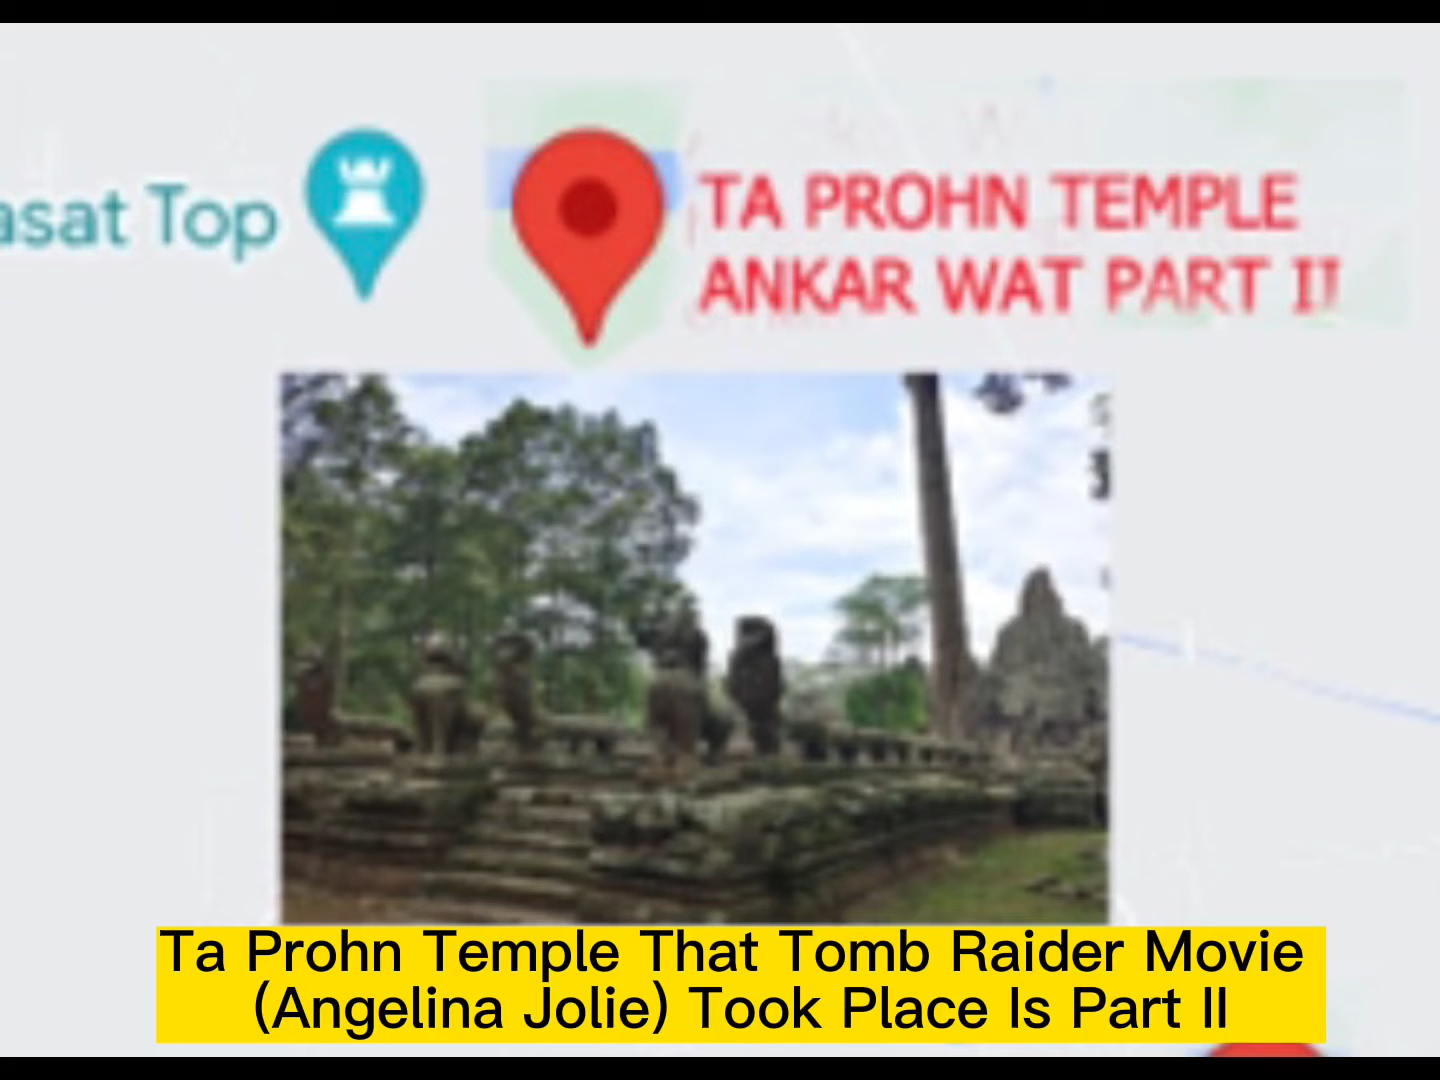 asat Top
TA PROHN TEMPLE
ANKAR WAT PART II
Ta Prohn Temple That Tomb Raider Movie
(Angelina Jolie) Took Place Is Part II